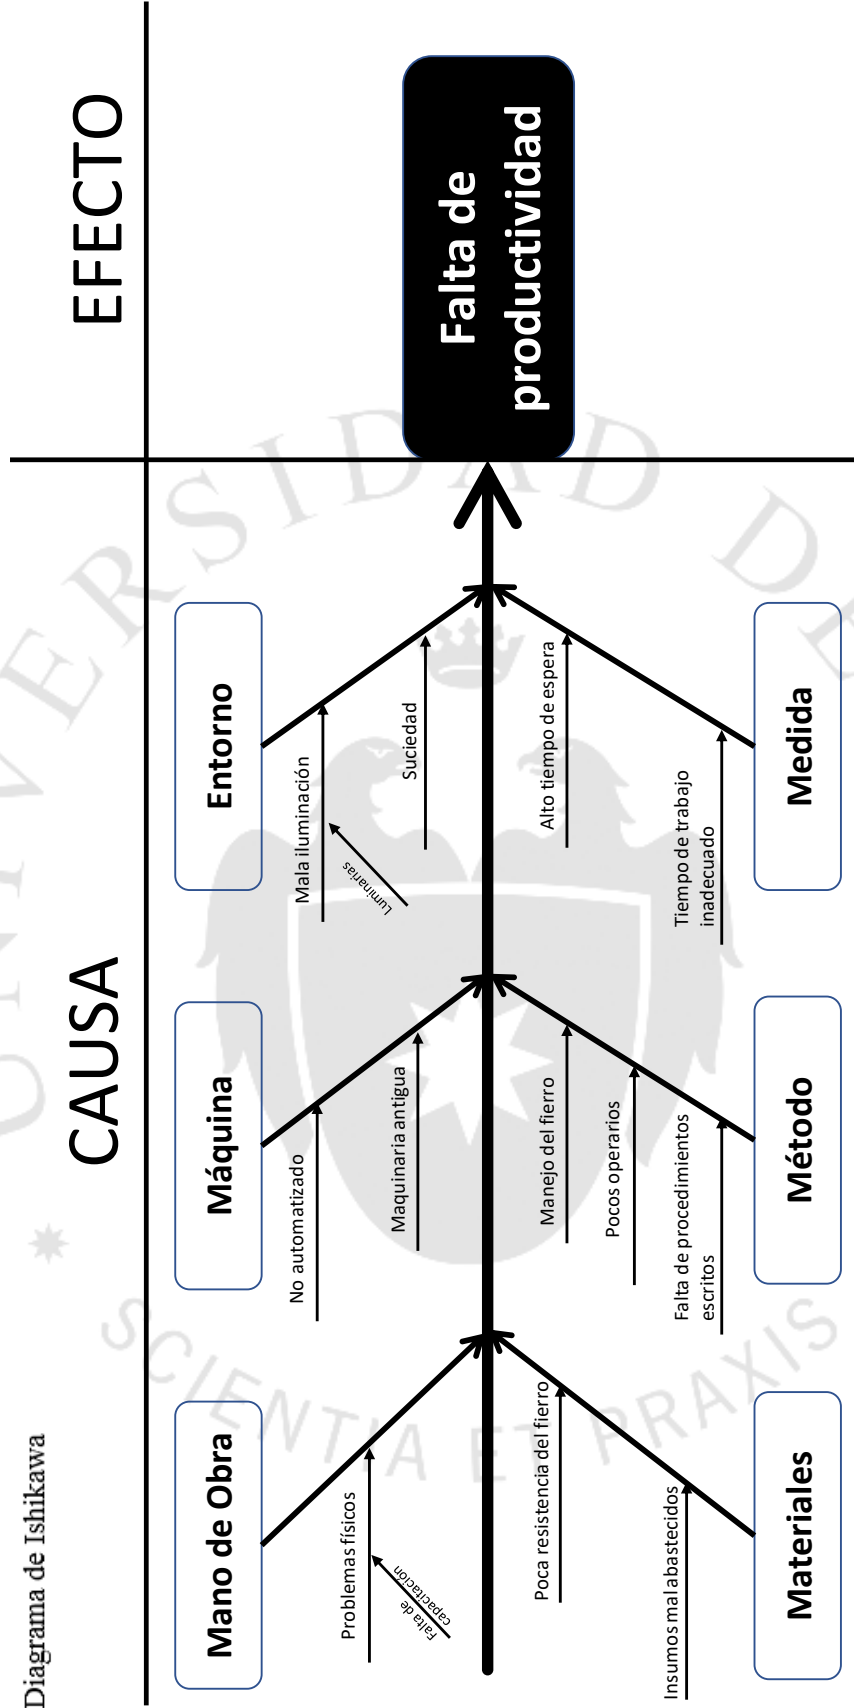 Diagrama de Ishikawa
CAUSA
EFECTO
Mano de Obra
Máquina
Entorno
Problemas físicos
Falta de
capacitación
No automatizado
Maquinaria antigua
Mala iluminación
Luminarias
Suciedad
Falta de
productividad
Poca resistencia del fierro
Insumos mal abastecidos
Manejo del fierro
Pocos operarios
Falta de procedimientos
escritos
Alto tiempo de espera
Tiempo de trabajo
inadecuado
Materiales
Método
Medida
UNIVERSIDAD DE
SCIENTIA ET PRAXIS